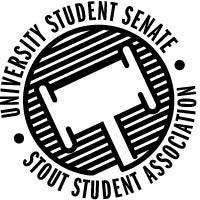 UNIVERSITY STUDENT SENATE
STOUT STUDENT ASSOCIATION